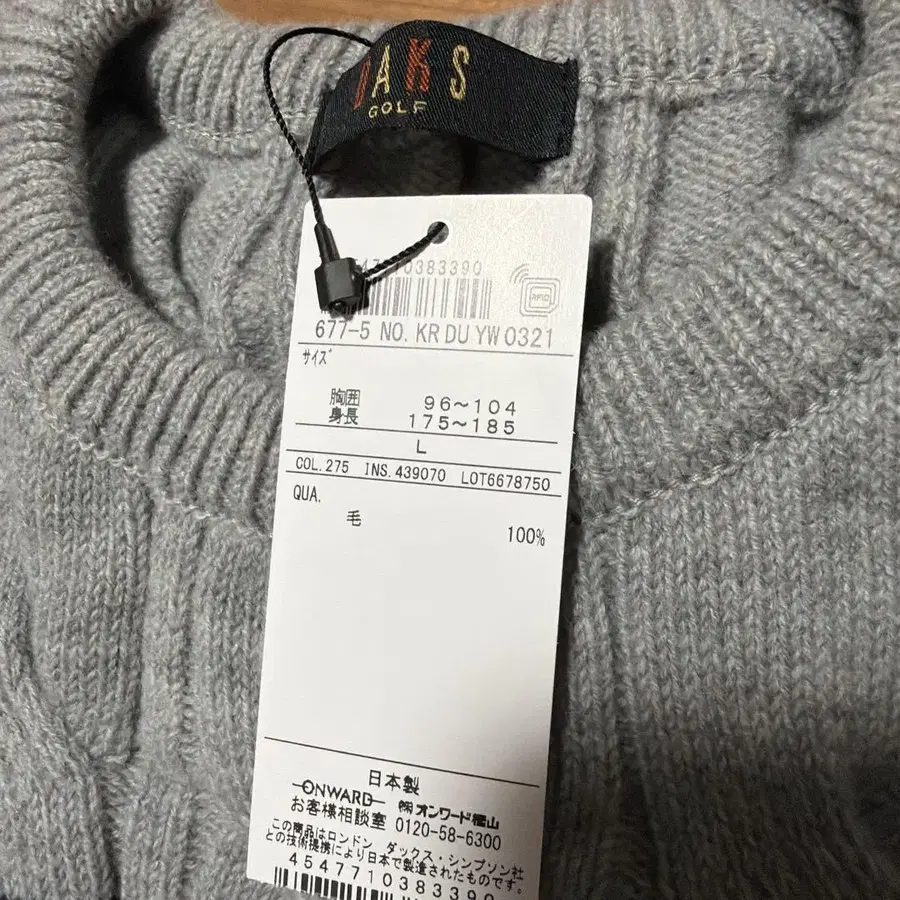 DAKS
GOLF
4547710383390
677-5 NO. KR DU YW 0321
サイズ
胸囲 96～104
身長 175～185
L
COL.275 INS.439070 LOT6678750
QUA.
毛 100%
日本製
ONWARD ㈱オンワード樫山
お客様相談室 0120-58-6300
この商品はロンドン ダックス・シンプソン社
との技術提携により日本で製造されたものです。
4547710383390